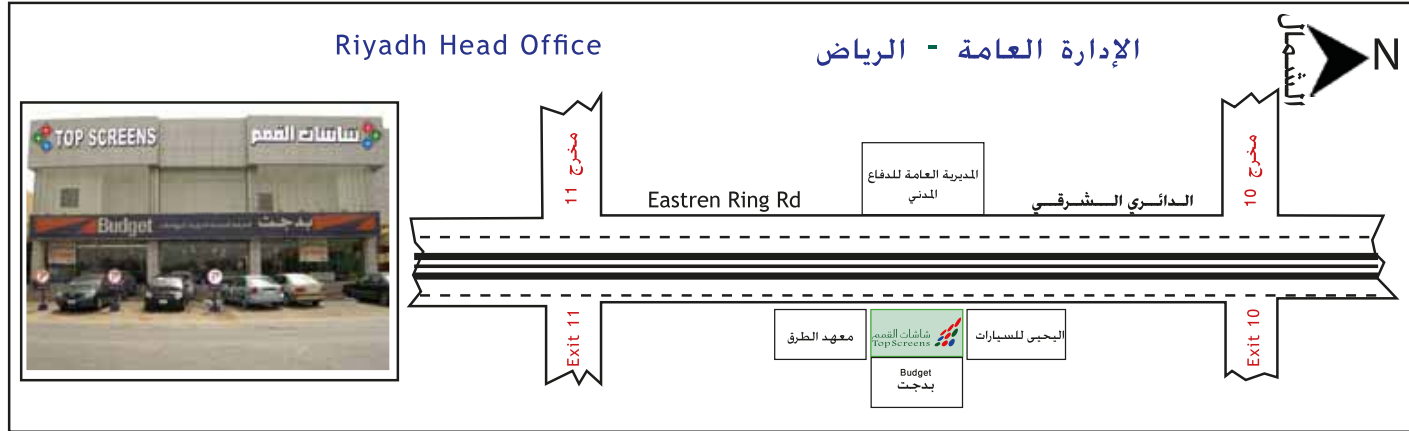 Riyadh Head Office
الإدارة العامة - الرياض
الشمال
N
TOP SCREENS
شاشات القمم
Budget
بدجت
مخرج 11
المديرية العامة للدفاع
المدني
مخرج 10
Eastren Ring Rd
الدائري الشرقي
Exit 11
معهد الطرق
شاشات القمم
TopScreens
اليحيى للسيارات
Exit 10
Budget
بدجت